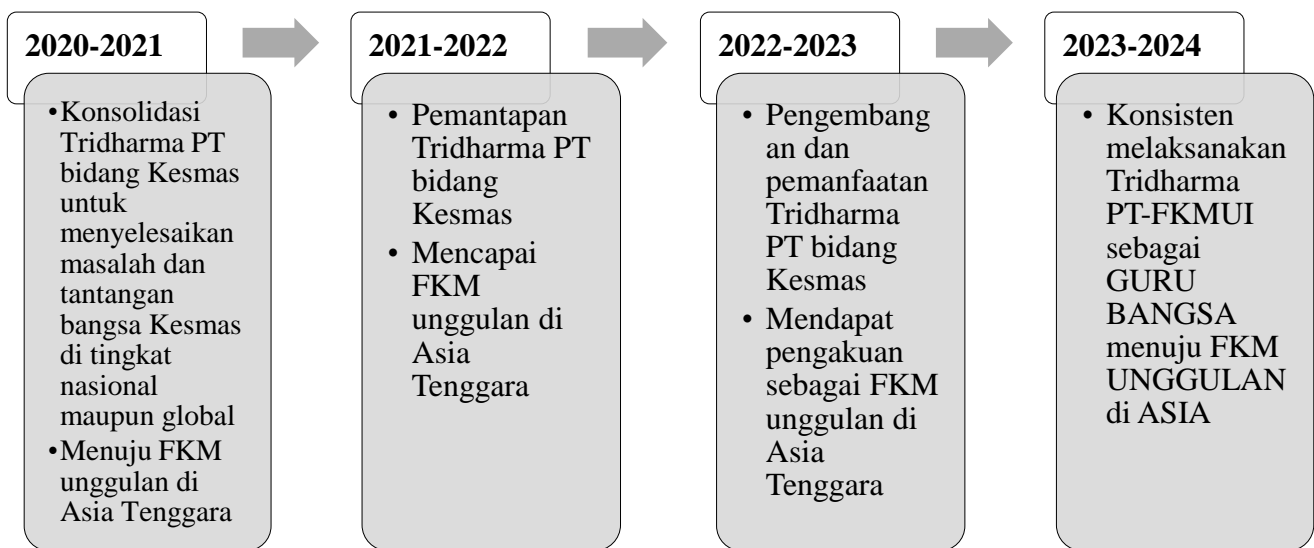 2020-2021
•Konsolidasi
Tridharma PT
bidang Kesmas
untuk
menyelesaikan
masalah dan
tantangan
bangsa Kesmas
di tingkat
nasional
maupun global
•Menuju FKM
unggulan di
Asia Tenggara
2021-2022
• Pemantapan
Tridharma PT
bidang
Kesmas
• Mencapai
FKM
unggulan di
Asia
Tenggara
2022-2023
• Pengembang
an dan
pemanfaatan
Tridharma
PT bidang
Kesmas
• Mendapat
pengakuan
sebagai FKM
unggulan di
Asia
Tenggara
2023-2024
• Konsisten
melaksanakan
Tridharma
PT-FKMUI
sebagai
GURU
BANGSA
menuju FKM
UNGGULAN
di ASIA